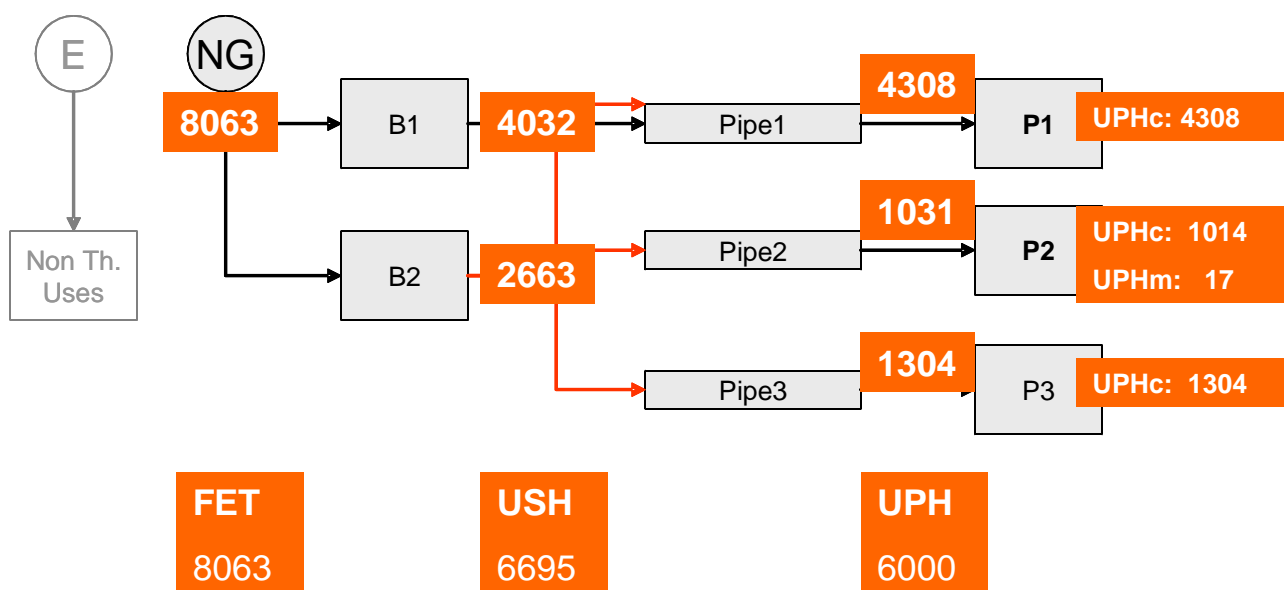 E
NG
8063
B1
4032
Pipe1
4308
P1
UPHc: 4308
Non Th.
Uses
B2
2663
Pipe2
1031
P2
UPHc: 1014
UPHm: 17
Pipe3
1304
P3
UPHc: 1304
FET
8063
USH
6695
UPH
6000